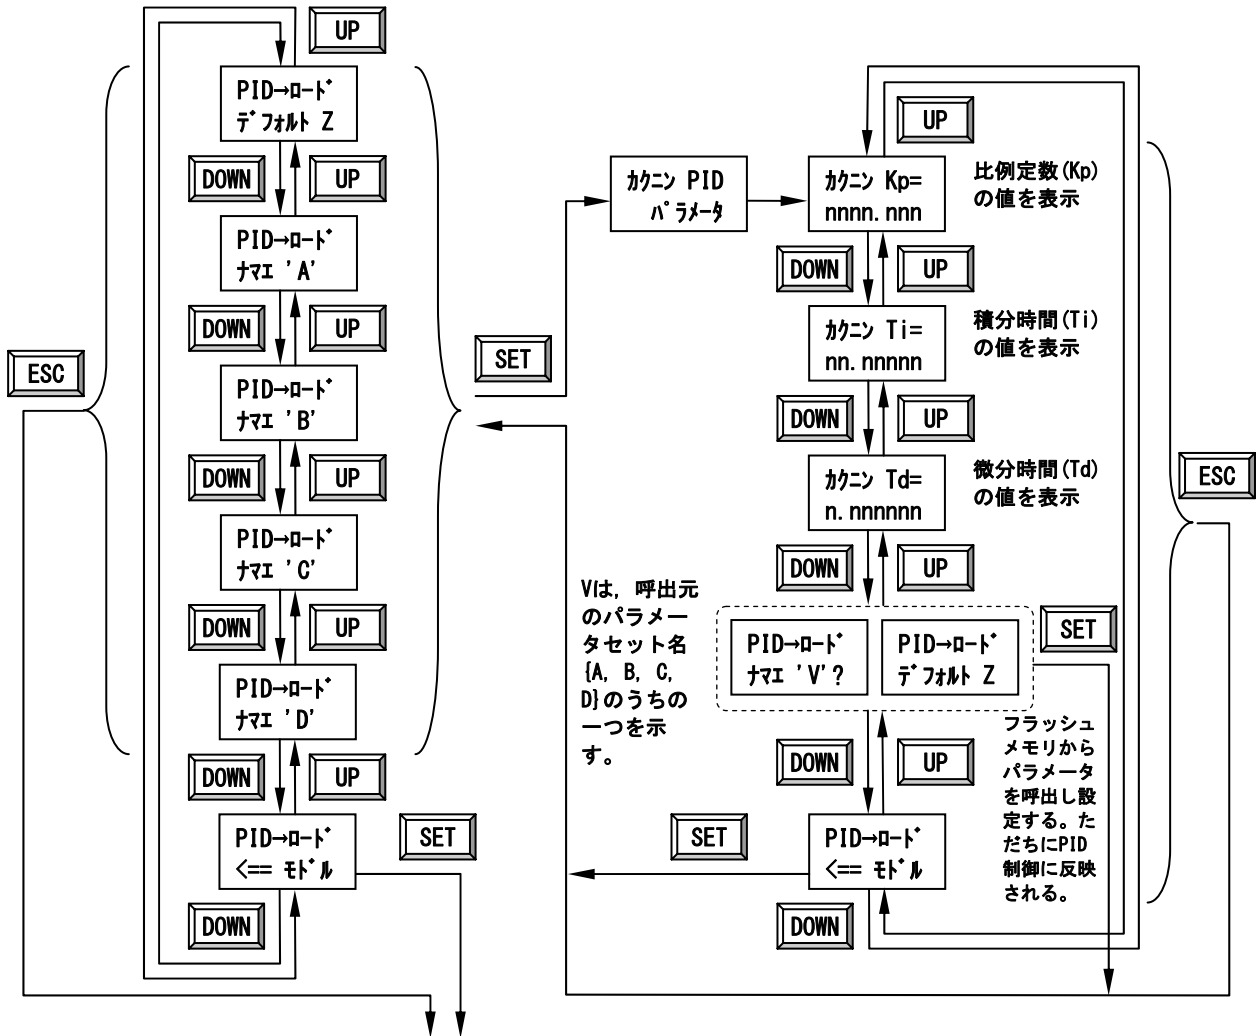 UP
PID→ﾛｰﾄﾞ
ﾃﾞﾌｫﾙﾄ Z
DOWN
UP
PID→ﾛｰﾄﾞ
ﾅﾏｴ 'A'
DOWN
UP
PID→ﾛｰﾄﾞ
ﾅﾏｴ 'B'
DOWN
UP
PID→ﾛｰﾄﾞ
ﾅﾏｴ 'C'
DOWN
UP
PID→ﾛｰﾄﾞ
ﾅﾏｴ 'D'
DOWN
UP
PID→ﾛｰﾄﾞ
<== ﾓﾄﾞﾙ
DOWN
ESC
SET
SET
ｶｸﾆﾝ PID
ﾊﾟﾗﾒｰﾀ
UP
ｶｸﾆﾝ Kp=
nnnn.nnn
比例定数(Kp)
の値を表示
DOWN
UP
ｶｸﾆﾝ Ti=
nn.nnnnn
積分時間(Ti)
の値を表示
DOWN
UP
ｶｸﾆﾝ Td=
n.nnnnnn
微分時間(Td)
の値を表示
ESC
DOWN
UP
Vは，呼出元
のパラメー
タセット名
{A, B, C,
D}のうちの
一つを示
す。
PID→ﾛｰﾄﾞ
ﾅﾏｴ 'V'?
PID→ﾛｰﾄﾞ
ﾃﾞﾌｫﾙﾄ Z
SET
フラッシュ
メモリから
パラメータ
を呼出し設
定する。た
だちにPID
制御に反映
される。
DOWN
UP
SET
PID→ﾛｰﾄﾞ
<== ﾓﾄﾞﾙ
DOWN